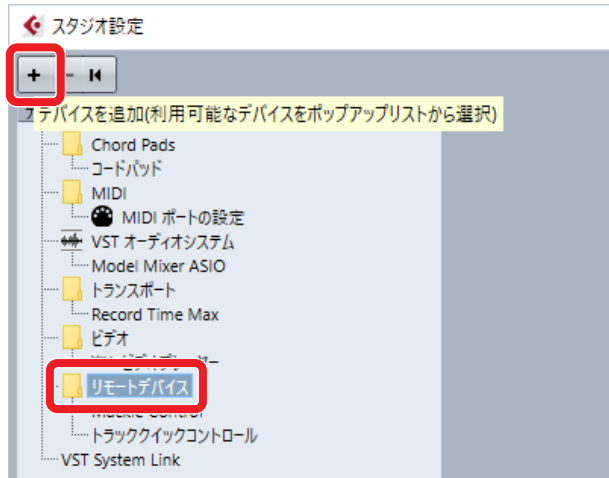 スタジオ設定
デバイスを追加(利用可能なデバイスをポップアップリストから選択)
Chord Pads
コードパッド
MIDI
MIDI ポートの設定
VST オーディオシステム
Model Mixer ASIO
トランスポート
Record Time Max
ビデオ
リモートデバイス
Mackie Control
トラッククイックコントロール
VST System Link